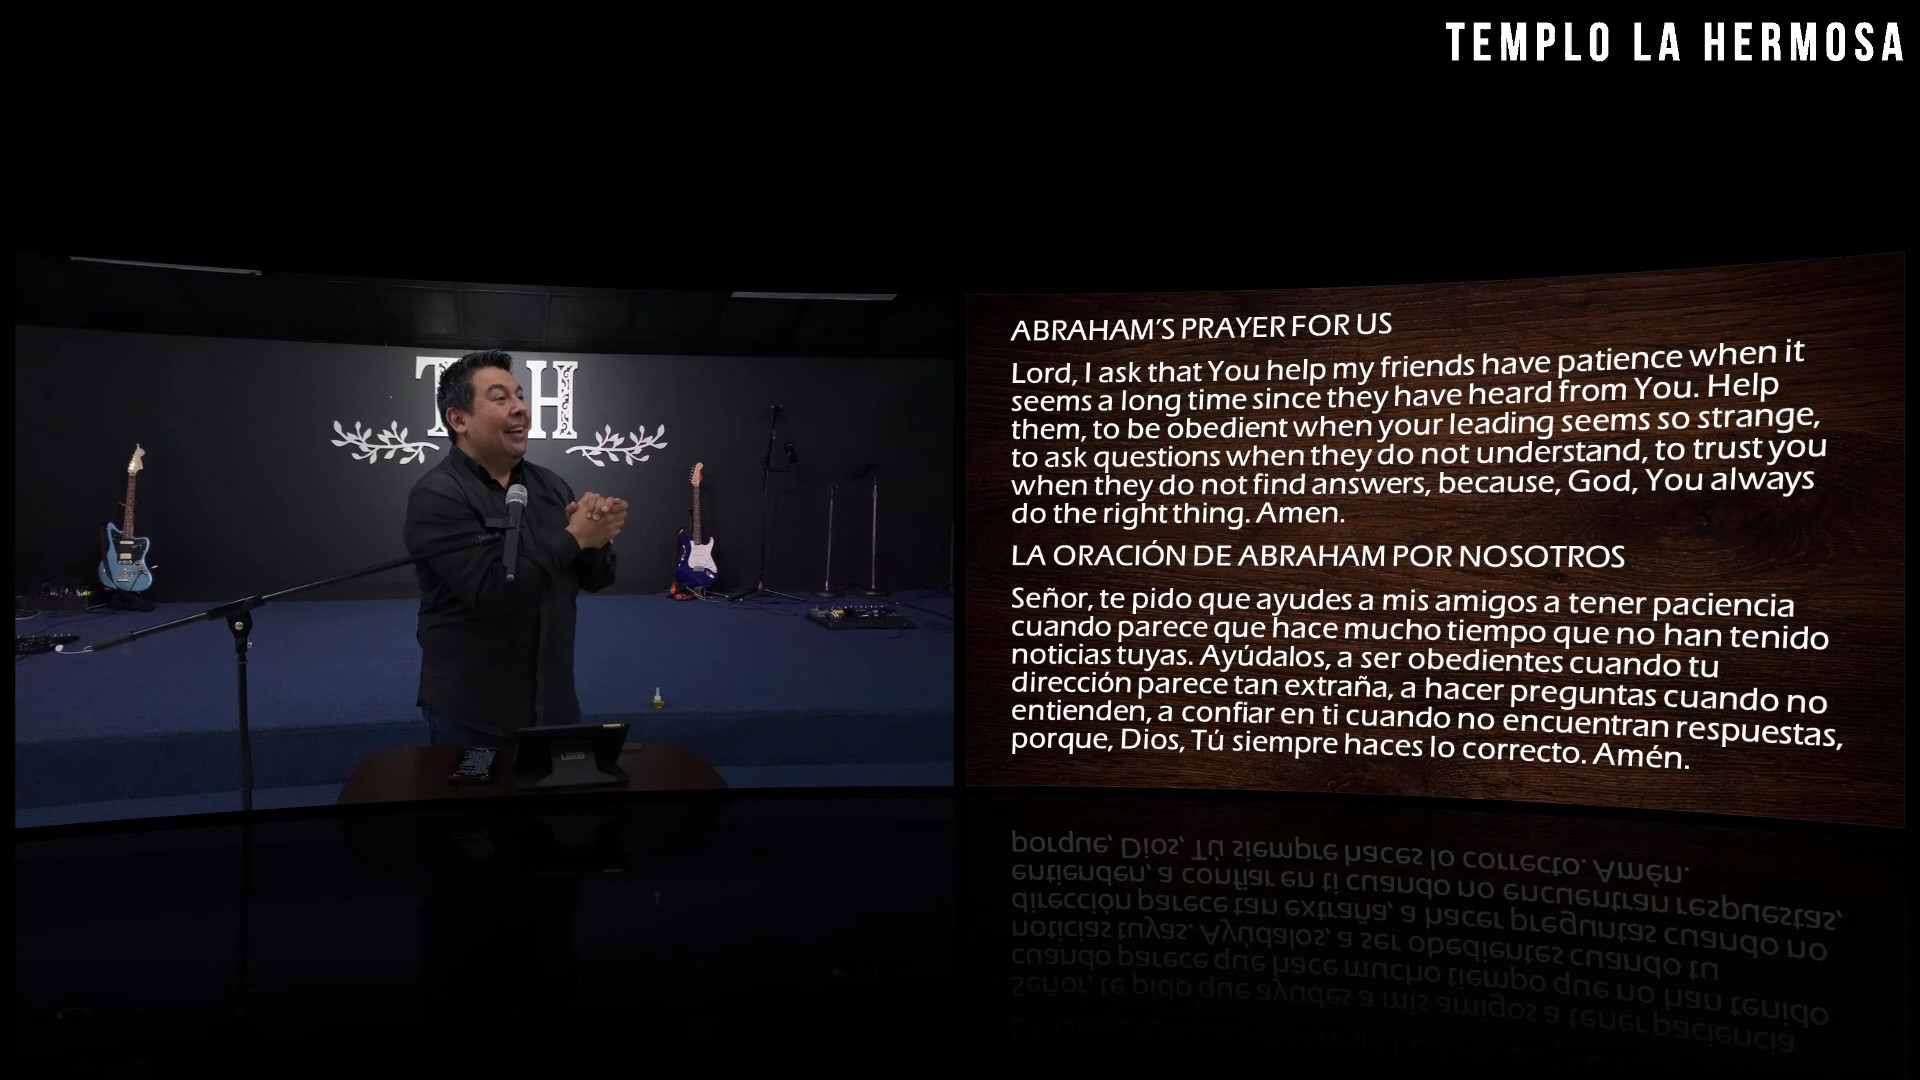 TEMPLO LA HERMOSA
T H
ABRAHAM'S PRAYER FOR US
Lord, I ask that You help my friends have patience when it
seems a long time since they have heard from You. Help
them, to be obedient when your leading seems so strange,
to ask questions when they do not understand, to trust you
when they do not find answers, because, God, You always
do the right thing. Amen.
LA ORACIÓN DE ABRAHAM POR NOSOTROS
Señor, te pido que ayudes a mis amigos a tener paciencia
cuando parece que hace mucho tiempo que no han tenido
noticias tuyas. Ayúdalos, a ser obedientes cuando tu
dirección parece tan extraña, a hacer preguntas cuando no
entienden, a confiar en ti cuando no encuentran respuestas,
porque, Dios, Tú siempre haces lo correcto. Amén.